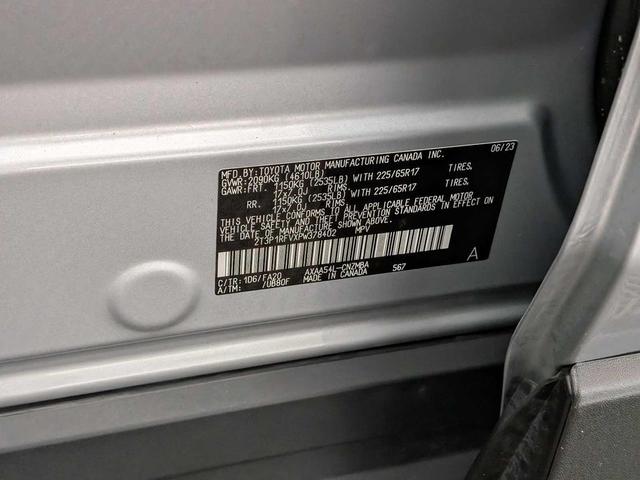 MFD. BY: TOYOTA MOTOR MANUFACTURING CANADA INC. 06/23
GVWR: 2090KG (4610LB)
GAWR: FRT. 1150KG (2535LB) WITH 225/65R17 TIRES.
17x7.0J RIMS.
RR. 1150KG (2535LB) WITH 225/65R17 TIRES.
17x7.0J RIMS.
THIS VEHICLE CONFORMS TO ALL APPLICABLE FEDERAL MOTOR
VEHICLE SAFETY AND THEFT PREVENTION STANDARDS IN EFFECT
ON THE DATE OF MANUFACTURE SHOWN ABOVE.
2T3P1RFVXPW378402 MPV
C/TR: 1D6/FA20 AXAA54L-CNZMBA 567 A
A/TM: /UB80F MADE IN CANADA